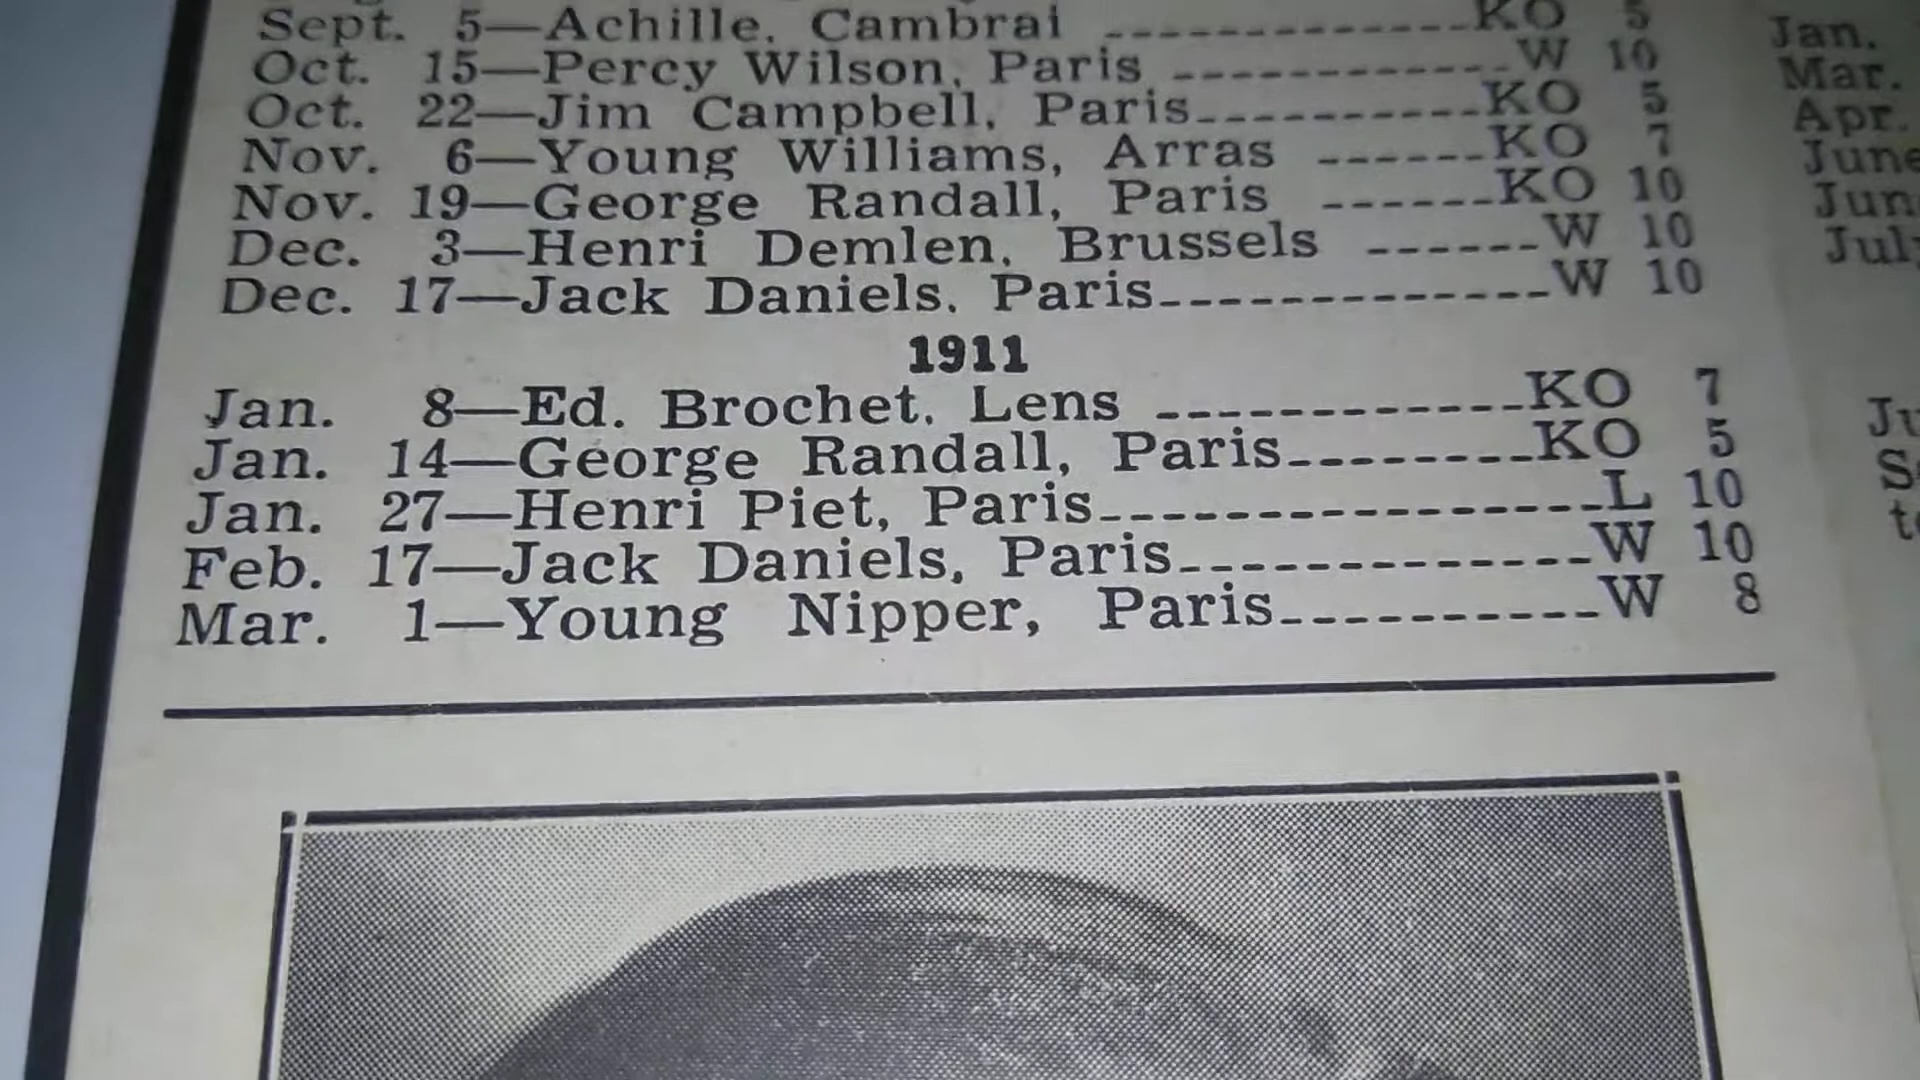 Sept. 5—Achille, Cambrai -------------KO 5
Oct. 15—Percy Wilson, Paris ------------W 10
Oct. 22—Jim Campbell, Paris----------KO 5
Nov. 6—Young Williams, Arras ------KO 7
Nov. 19—George Randall, Paris ------KO 10
Dec. 3—Henri Demlen, Brussels ------W 10
Dec. 17—Jack Daniels, Paris--------------W 10
1911
Jan. 8—Ed. Brochet, Lens -------------KO 7
Jan. 14—George Randall, Paris--------KO 5
Jan. 27—Henri Piet, Paris-----------------L 10
Feb. 17—Jack Daniels, Paris--------------W 10
Mar. 1—Young Nipper, Paris-----------W 8
Jan.
Mar.
Apr.
June